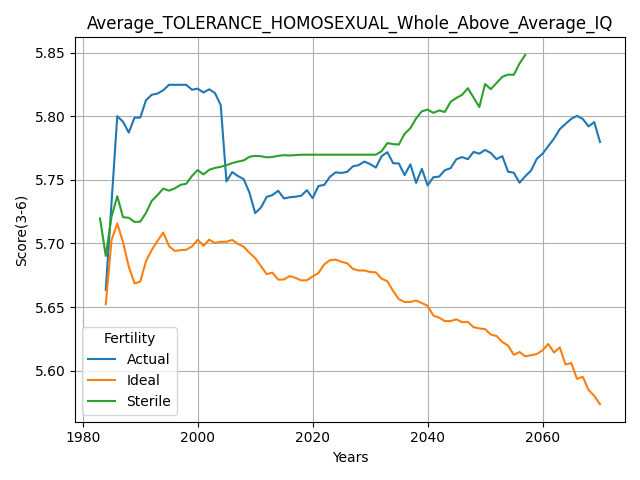 Average_TOLERANCE_HOMOSEXUAL_Whole_Above_Average_IQ
5.85
5.80
5.75
5.70
5.65
5.60
Score(3-6)
Fertility
Actual
Ideal
Sterile
1980
2000
2020
2040
2060
Years